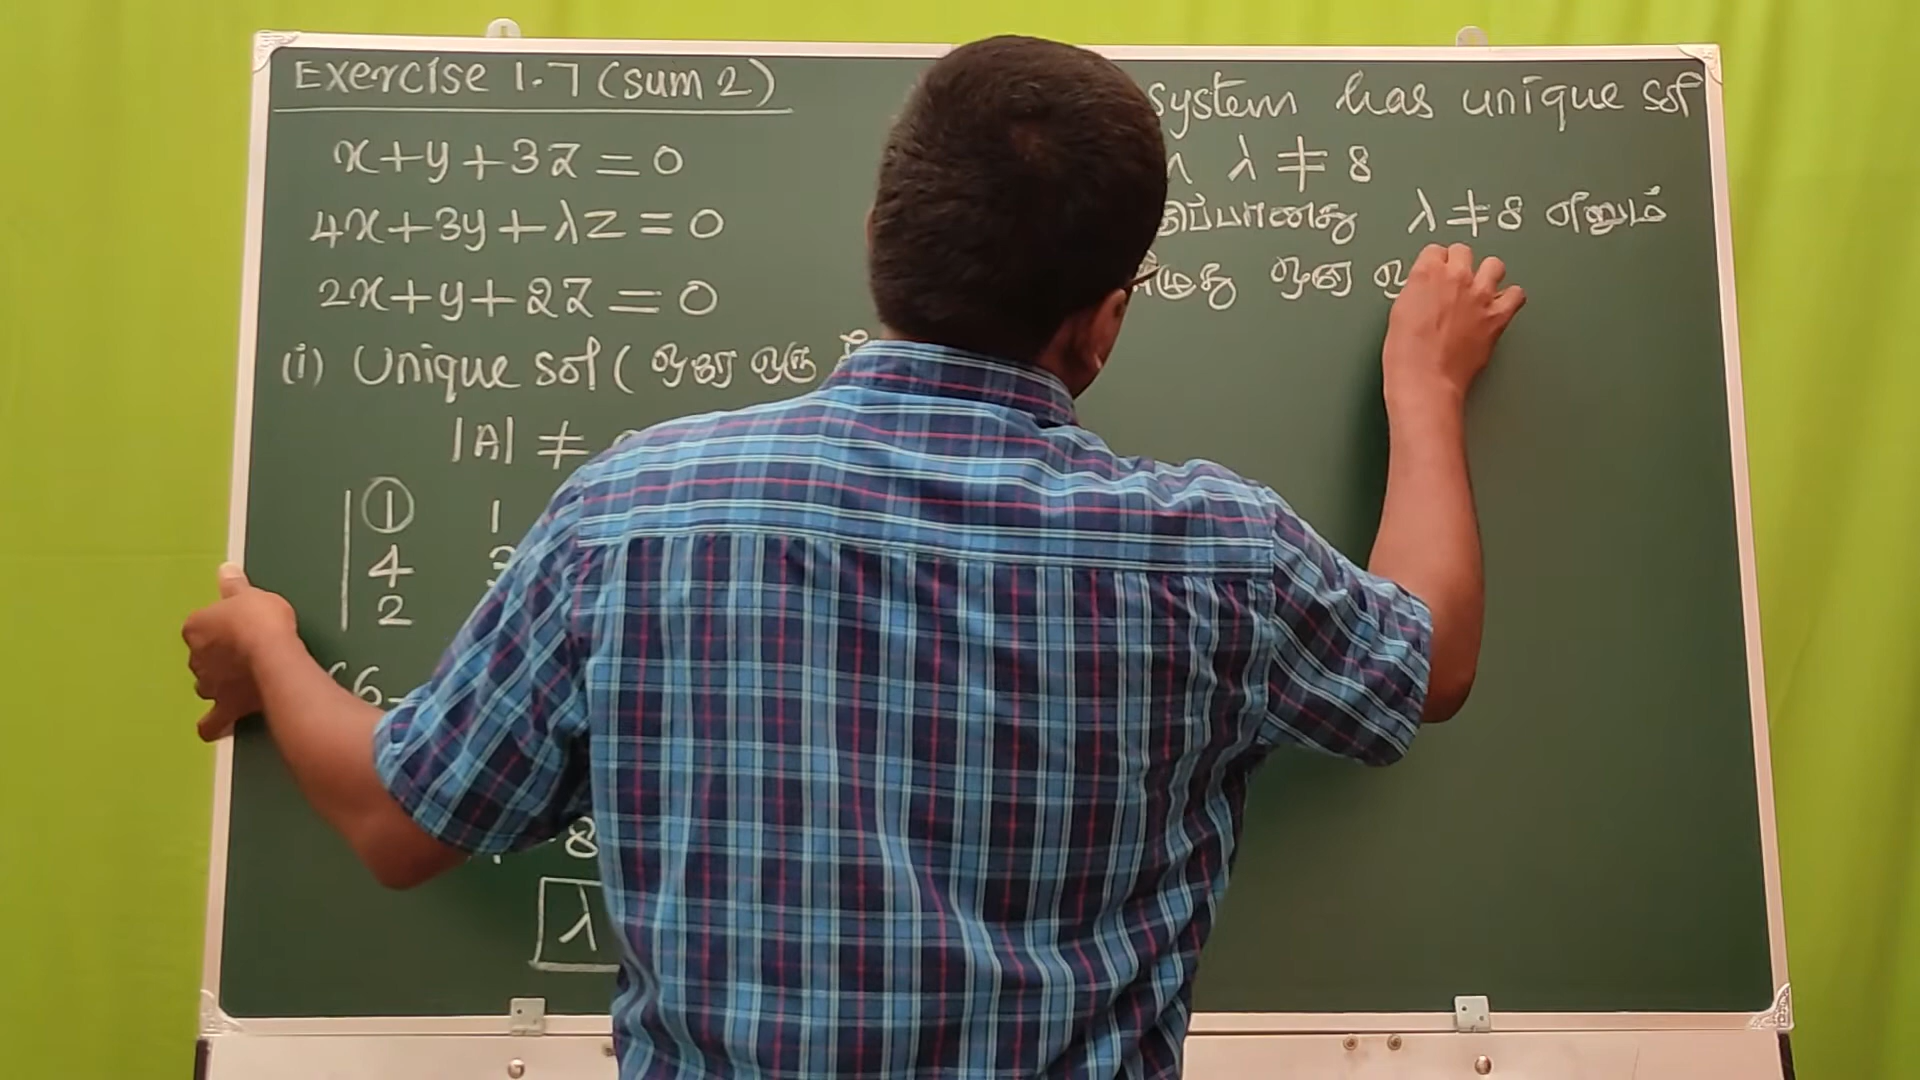 Exercise 1.7 (sum 2)
x+y+3z=0
4x+3y+λz=0
2x+y+2z=0
(i) Unique sol ( ஒரே ஒரு
|A| ≠
1 1
4 3
2
(6-
-8
λ
system has unique sol
λ ≠ 8
λ≠8 எனும்
ஒரே